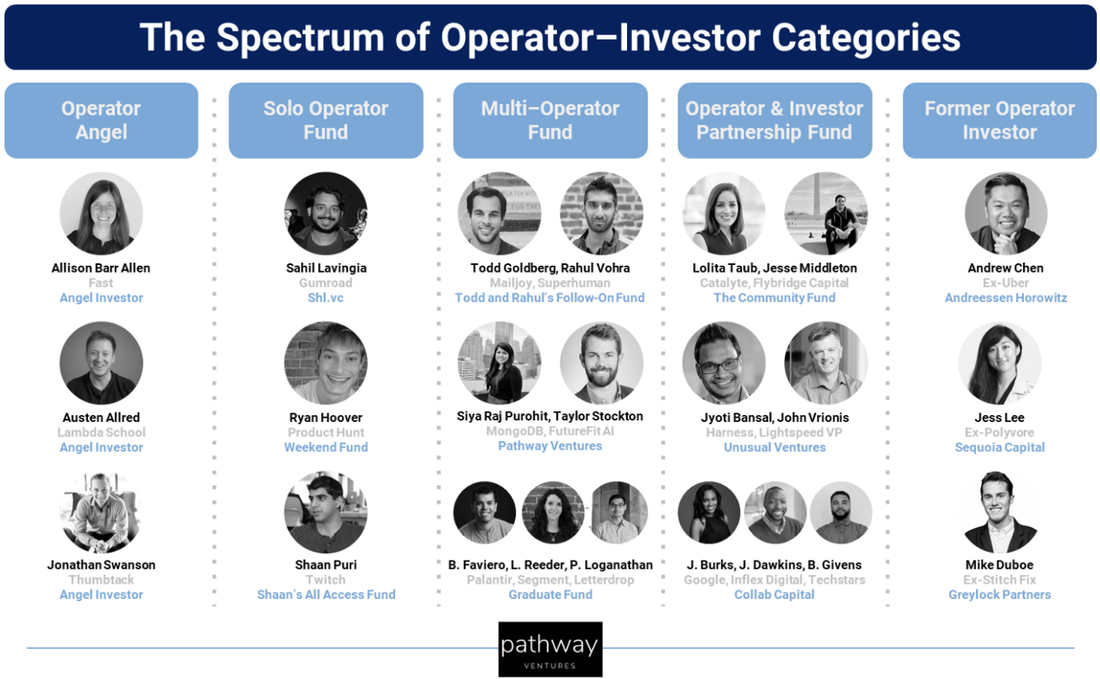 The Spectrum of Operator–Investor Categories
Operator
Angel
Solo Operator
Fund
Multi–Operator
Fund
Operator & Investor
Partnership Fund
Former Operator
Investor
Allison Barr Allen
Fast
Angel Investor
Austen Allred
Lambda School
Angel Investor
Jonathan Swanson
Thumbtack
Angel Investor
Sahil Lavingia
Gumroad
Shl.vc
Ryan Hoover
Product Hunt
Weekend Fund
Shaan Puri
Twitch
Shaan's All Access Fund
Todd Goldberg, Rahul Vohra
Mailjoy, Superhuman
Todd and Rahul's Follow-On Fund
Siya Raj Purohit, Taylor Stockton
MongoDB, FutureFit AI
Pathway Ventures
B. Faviero, L. Reeder, P. Loganathan
Palantir, Segment, Letterdrop
Graduate Fund
Lolita Taub, Jesse Middleton
Catalyte, Flybridge Capital
The Community Fund
Jyoti Bansal, John Vrionis
Harness, Lightspeed VP
Unusual Ventures
J. Burks, J. Dawkins, B. Givens
Google, Inflex Digital, Techstars
Collab Capital
Andrew Chen
Ex-Uber
Andreessen Horowitz
Jess Lee
Ex-Polyvore
Sequoia Capital
Mike Duboe
Ex-Stitch Fix
Greylock Partners
pathway
VENTURES